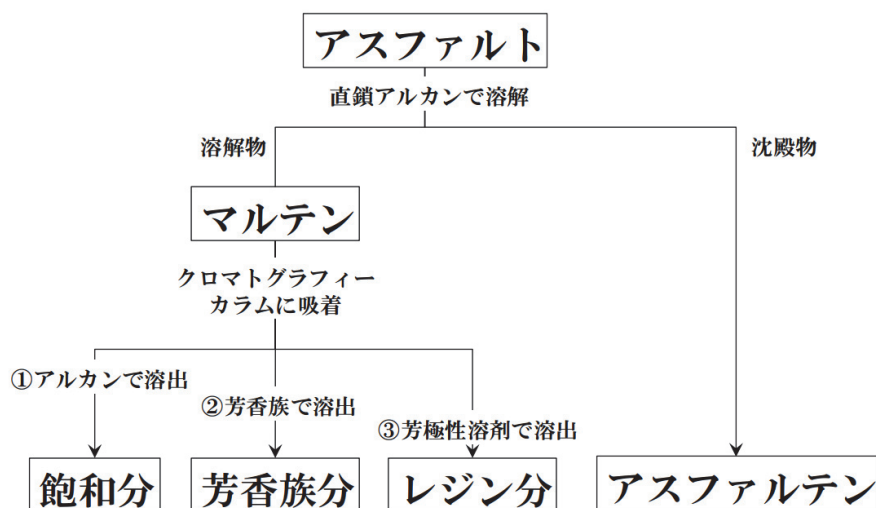 アスファルト
直鎖アルカンで溶解
溶解物
沈殿物
マルテン
クロマトグラフィー
カラムに吸着
①アルカンで溶出
②芳香族で溶出
③芳極性溶剤で溶出
飽和分
芳香族分
レジン分
アスファルテン